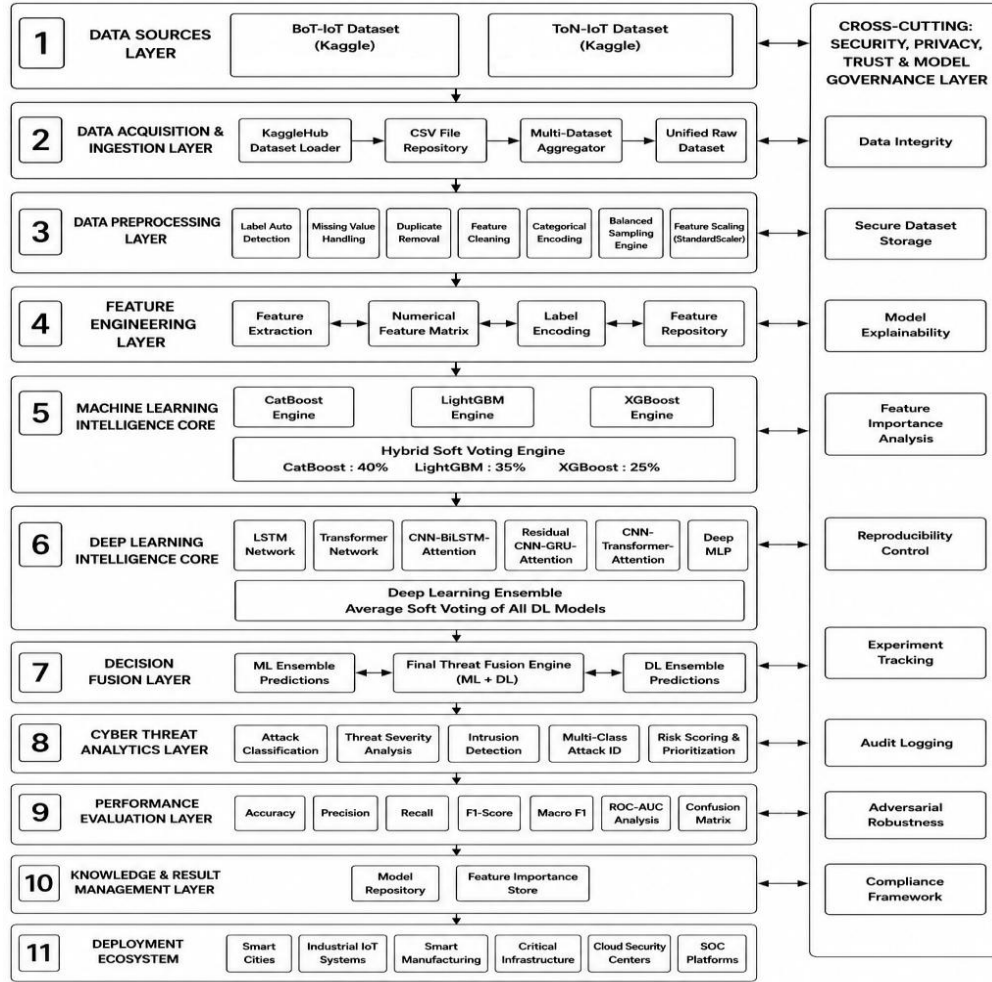 1
DATA SOURCES
LAYER
BoT-IoT Dataset
(Kaggle)
ToN-IoT Dataset
(Kaggle)
2
DATA ACQUISITION &
INGESTION LAYER
KaggleHub
Dataset Loader
CSV File
Repository
Multi-Dataset
Aggregator
Unified Raw
Dataset
3
DATA PREPROCESSING
LAYER
Label Auto
Detection
Missing Value
Handling
Duplicate
Removal
Feature
Cleaning
Categorical
Encoding
Balanced
Sampling
Engine
Feature Scaling
(StandardScaler)
4
FEATURE
ENGINEERING
LAYER
Feature
Extraction
Numerical
Feature Matrix
Label
Encoding
Feature
Repository
5
MACHINE LEARNING
INTELLIGENCE CORE
CatBoost
Engine
LightGBM
Engine
XGBoost
Engine
Hybrid Soft Voting Engine
CatBoost : 40% LightGBM : 35% XGBoost : 25%
6
DEEP LEARNING
INTELLIGENCE CORE
LSTM
Network
Transformer
Network
CNN-BiLSTM-
Attention
Residual
CNN-GRU-
Attention
CNN-
Transformer-
Attention
Deep
MLP
Deep Learning Ensemble
Average Soft Voting of All DL Models
7
DECISION
FUSION LAYER
ML Ensemble
Predictions
Final Threat Fusion Engine
(ML + DL)
DL Ensemble
Predictions
8
CYBER THREAT
ANALYTICS LAYER
Attack
Classification
Threat Severity
Analysis
Intrusion
Detection
Multi-Class
Attack ID
Risk Scoring &
Prioritization
9
PERFORMANCE
EVALUATION LAYER
Accuracy
Precision
Recall
F1-Score
Macro F1
ROC-AUC
Analysis
Confusion
Matrix
10
KNOWLEDGE & RESULT
MANAGEMENT LAYER
Model
Repository
Feature Importance
Store
11
DEPLOYMENT
ECOSYSTEM
Smart
Cities
Industrial IoT
Systems
Smart
Manufacturing
Critical
Infrastructure
Cloud Security
Centers
SOC
Platforms
CROSS-CUTTING:
SECURITY, PRIVACY,
TRUST & MODEL
GOVERNANCE LAYER
Data Integrity
Secure Dataset
Storage
Model
Explainability
Feature
Importance
Analysis
Reproducibility
Control
Experiment
Tracking
Audit Logging
Adversarial
Robustness
Compliance
Framework